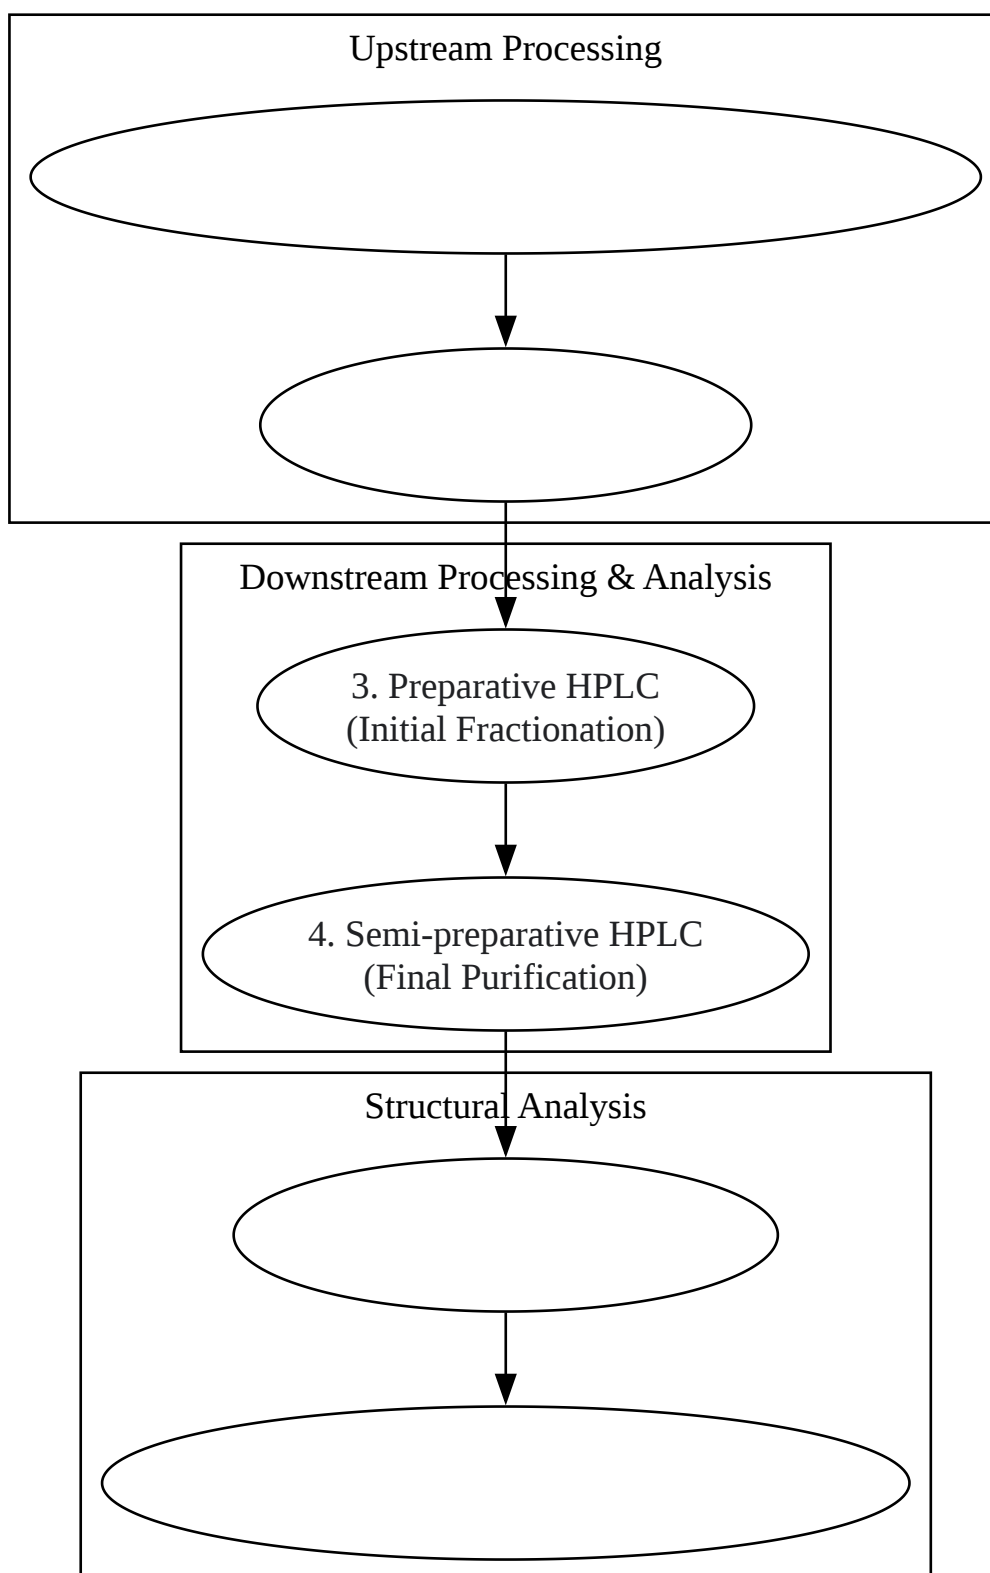 Upstream Processing
Downstream Processing & Analysis
3. Preparative HPLC
(Initial Fractionation)
4. Semi-preparative HPLC
(Final Purification)
Structural Analysis